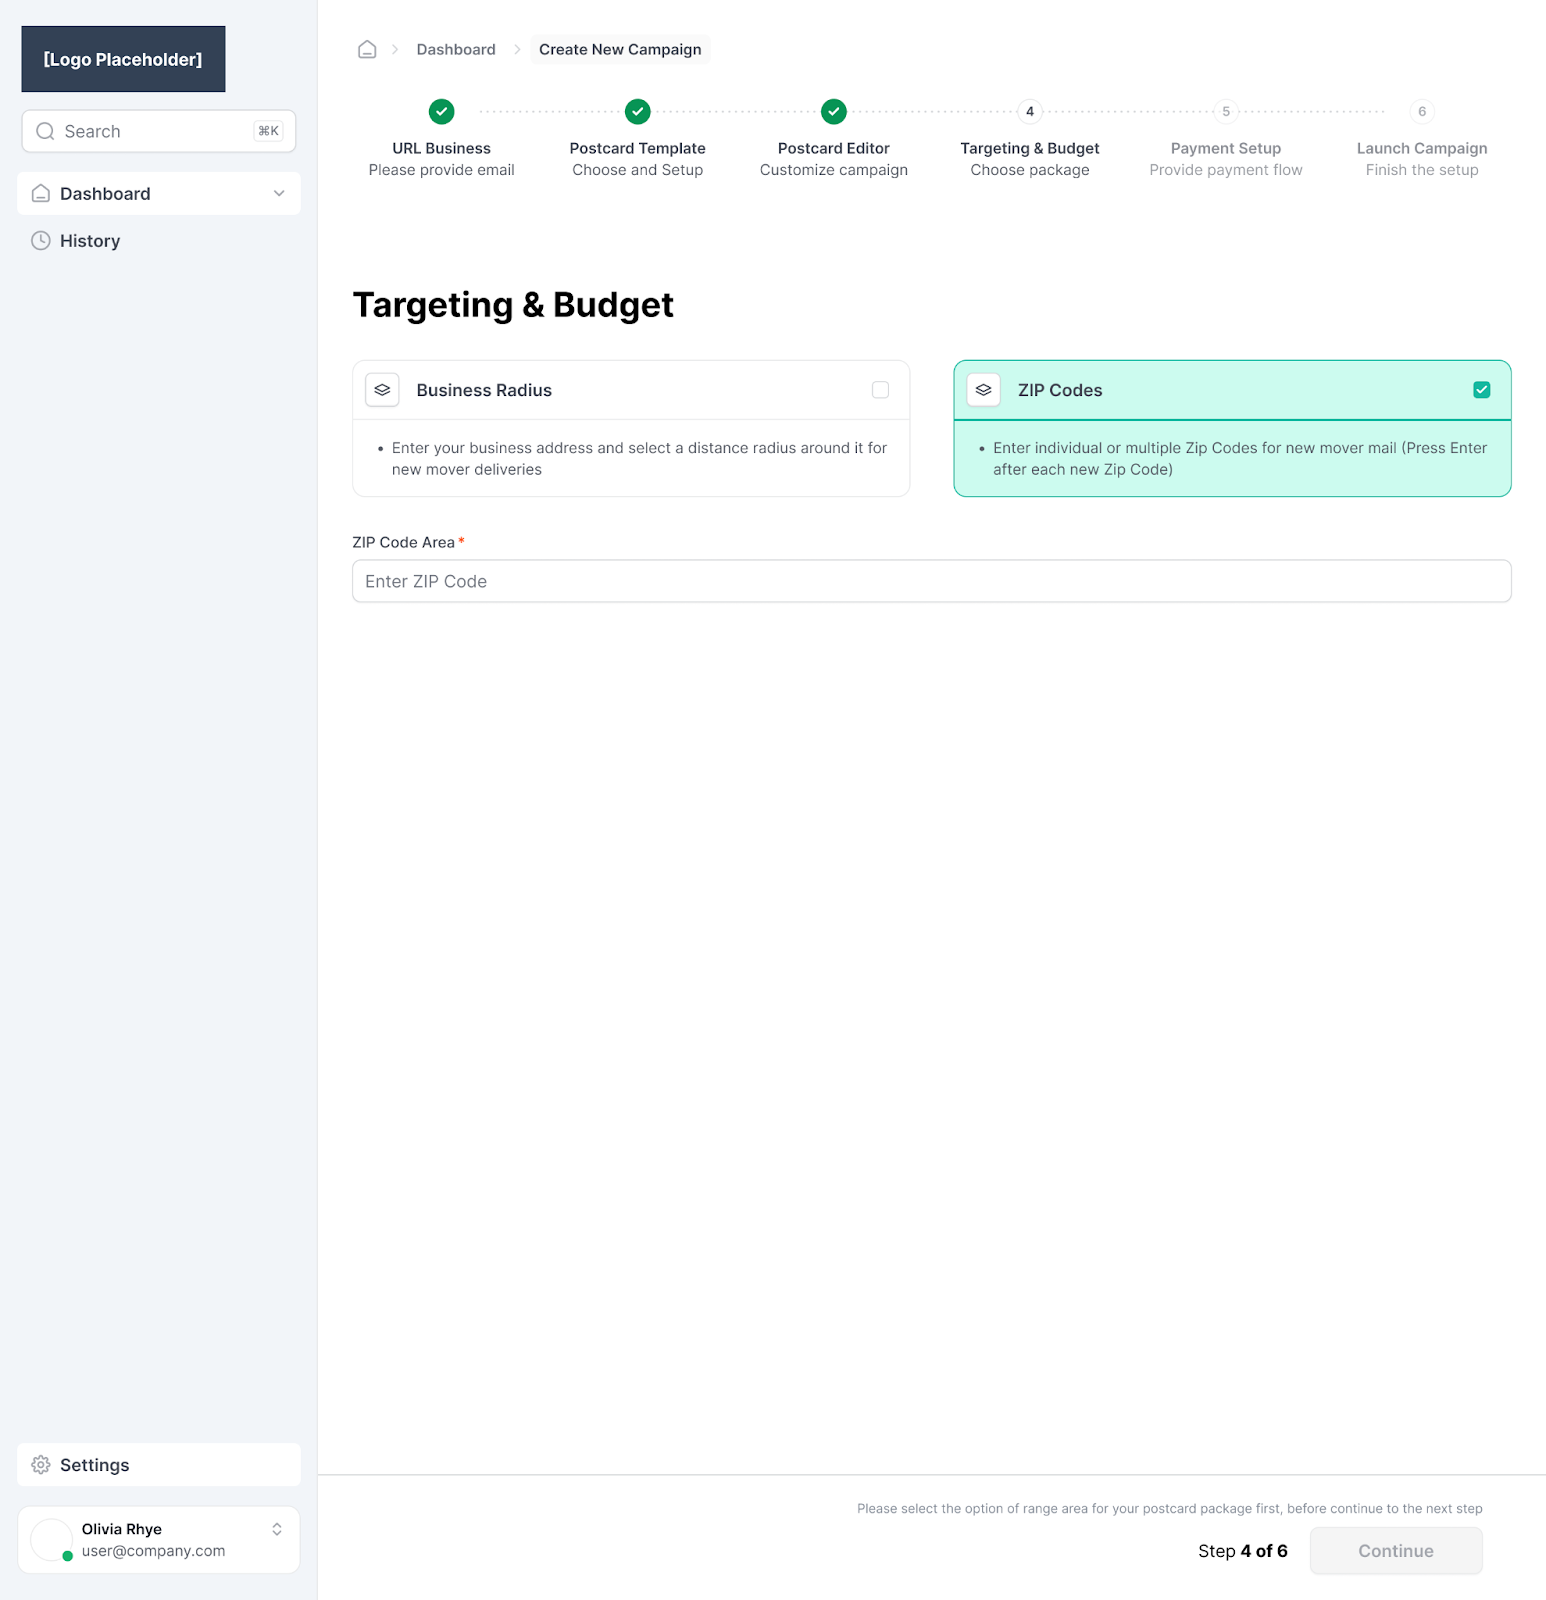 [Logo Placeholder]
Search
⌘K
Dashboard
History
Settings
Olivia Rhye
user@company.com
Dashboard
Create New Campaign
URL Business
Please provide email
Postcard Template
Choose and Setup
Postcard Editor
Customize campaign
4
Targeting & Budget
Choose package
5
Payment Setup
Provide payment flow
6
Launch Campaign
Finish the setup
Targeting & Budget
Business Radius
• Enter your business address and select a distance radius around it for
new mover deliveries
ZIP Codes
• Enter individual or multiple Zip Codes for new mover mail (Press Enter
after each new Zip Code)
ZIP Code Area*
Enter ZIP Code
Please select the option of range area for your postcard package first, before continue to the next step
Step 4 of 6
Continue